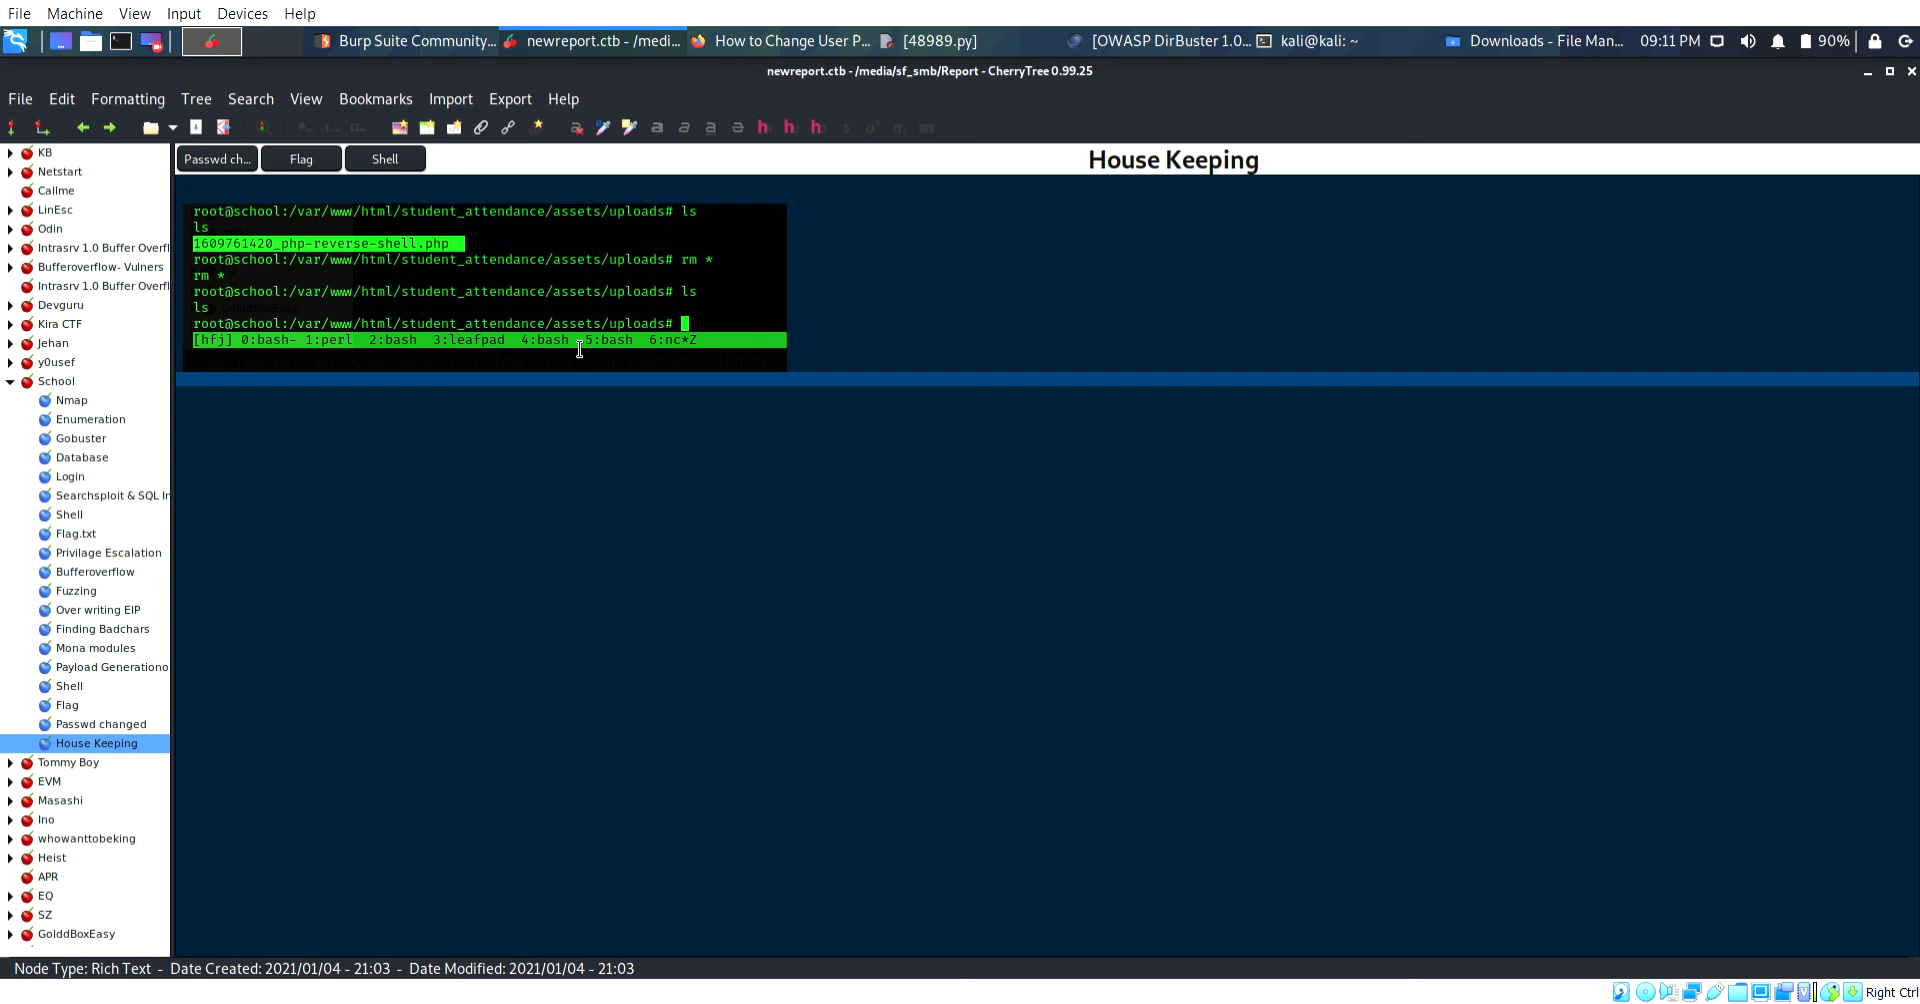 File Machine View Input Devices Help
Burp Suite Community... newreport.ctb - /medi... How to Change User P... [48989.py] [OWASP DirBuster 1.0... kali@kali: ~ Downloads - File Man... 09:11 PM 90%
newreport.ctb - /media/sf_smb/Report - CherryTree 0.99.25
File Edit Formatting Tree Search View Bookmarks Import Export Help
KB
Netstart
Callme
LinEsc
Odin
Intrasrv 1.0 Buffer Overfl
Bufferoverflow- Vulners
Intrasrv 1.0 Buffer Overfl
Devguru
Kira CTF
Jehan
y0usef
School
Nmap
Enumeration
Gobuster
Database
Login
Searchsploit & SQL In
Shell
Flag.txt
Privilage Escalation
Bufferoverflow
Fuzzing
Over writing EIP
Finding Badchars
Mona modules
Payload Generationo
Shell
Flag
Passwd changed
House Keeping
Tommy Boy
EVM
Masashi
Ino
whowanttobeking
Heist
APR
EQ
SZ
GolddBoxEasy
Passwd ch... Flag Shell
House Keeping
root@school:/var/www/html/student_attendance/assets/uploads# ls
ls
1609761420_php-reverse-shell.php
root@school:/var/www/html/student_attendance/assets/uploads# rm *
rm *
root@school:/var/www/html/student_attendance/assets/uploads# ls
ls
root@school:/var/www/html/student_attendance/assets/uploads#
[hfj] 0:bash- 1:perl 2:bash 3:leafpad 4:bash 5:bash 6:nc*Z
Node Type: Rich Text - Date Created: 2021/01/04 - 21:03 - Date Modified: 2021/01/04 - 21:03
Right Ctrl